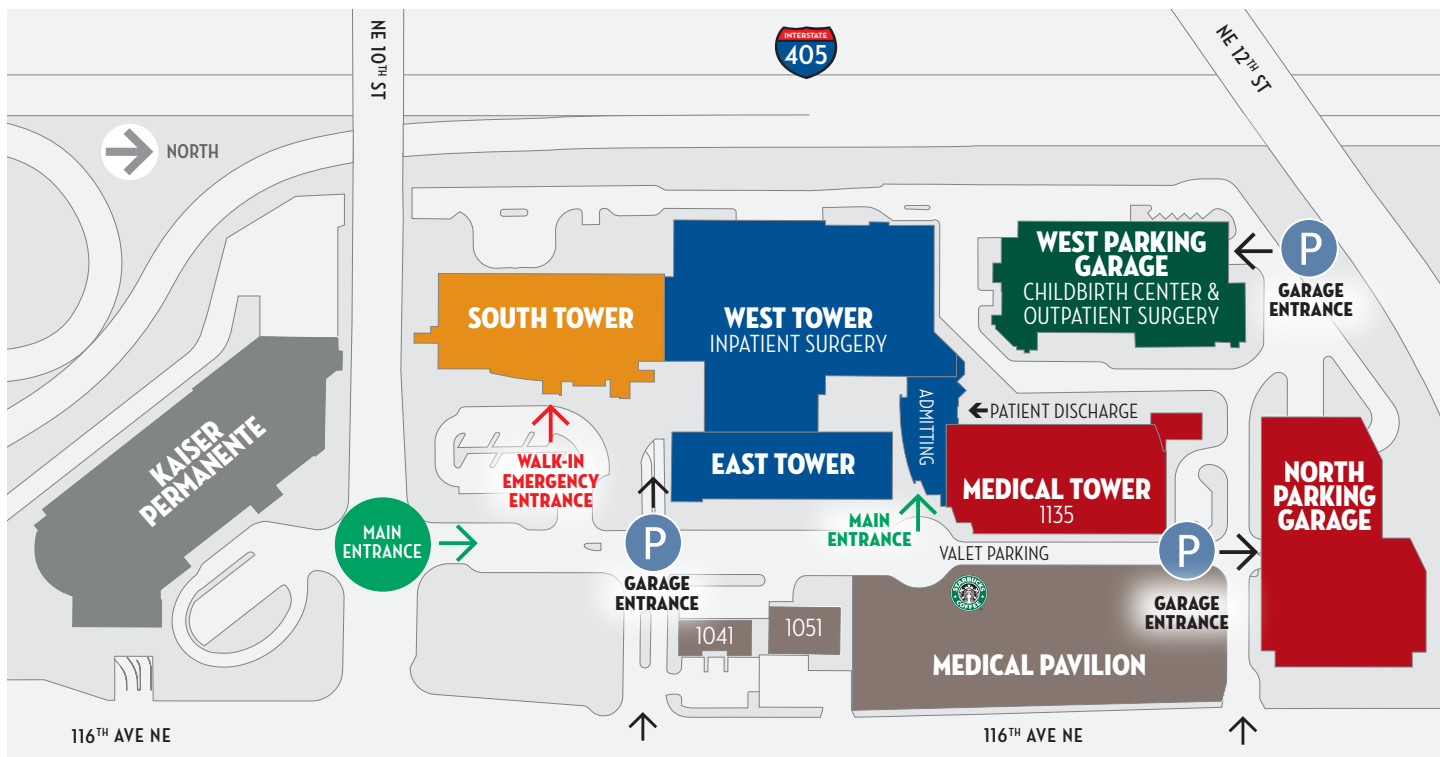 NE 10TH ST
INTERSTATE
405
NE 12TH ST
NORTH
WEST PARKING
GARAGE
CHILDBIRTH CENTER &
OUTPATIENT SURGERY
P
GARAGE
ENTRANCE
SOUTH TOWER
WEST TOWER
INPATIENT SURGERY
ADMITTING
PATIENT DISCHARGE
KAISER
PERMANENTE
WALK-IN
EMERGENCY
ENTRANCE
EAST TOWER
MEDICAL TOWER
1135
NORTH
PARKING
GARAGE
MAIN
ENTRANCE
P
GARAGE
ENTRANCE
MAIN
ENTRANCE
VALET PARKING
P
GARAGE
ENTRANCE
STARBUCKS
COFFEE
1041
1051
MEDICAL PAVILION
116TH AVE NE
116TH AVE NE